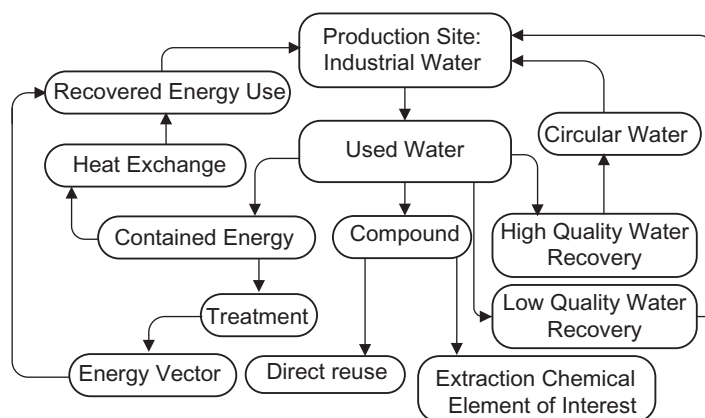 Production Site:
Industrial Water
Recovered Energy Use
Circular Water
Used Water
Heat Exchange
Contained Energy
Compound
High Quality Water
Recovery
Treatment
Low Quality Water
Recovery
Energy Vector
Direct reuse
Extraction Chemical
Element of Interest